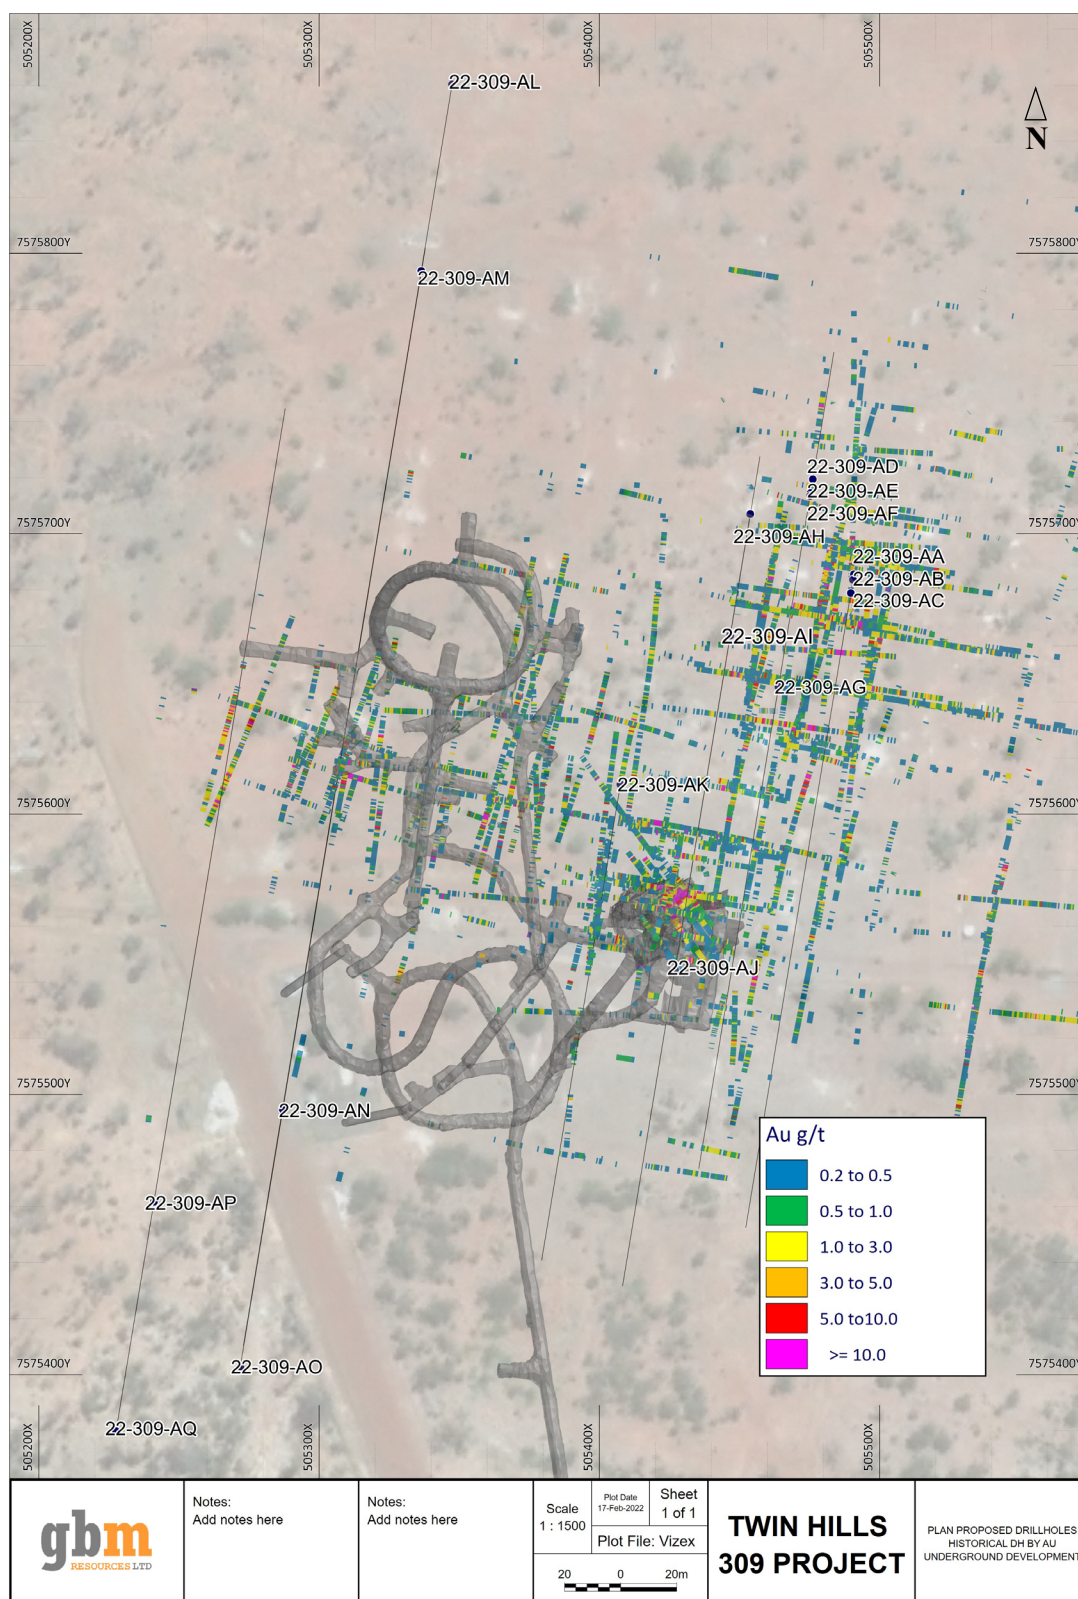 505200X
505300X
505400X
505500X
22-309-AL
N
7575800Y
7575800Y
22-309-AM
22-309-AD
22-309-AE
22-309-AF
7575700Y
7575700Y
22-309-AH
22-309-AA
22-309-AB
22-309-AC
22-309-AI
22-309-AG
22-309-AK
7575600Y
7575600Y
22-309-AJ
7575500Y
7575500Y
22-309-AN
Au g/t
0.2 to 0.5
0.5 to 1.0
1.0 to 3.0
3.0 to 5.0
5.0 to10.0
>= 10.0
22-309-AP
7575400Y
7575400Y
22-309-AO
22-309-AQ
505200X
505300X
505400X
505500X
gbm
RESOURCES LTD
Notes:
Add notes here
Notes:
Add notes here
Scale
1 : 1500
Plot Date
17-Feb-2022
Sheet
1 of 1
Plot File: Vizex
20 0 20m
TWIN HILLS
309 PROJECT
PLAN PROPOSED DRILLHOLES
HISTORICAL DH BY AU
UNDERGROUND DEVELOPMENT